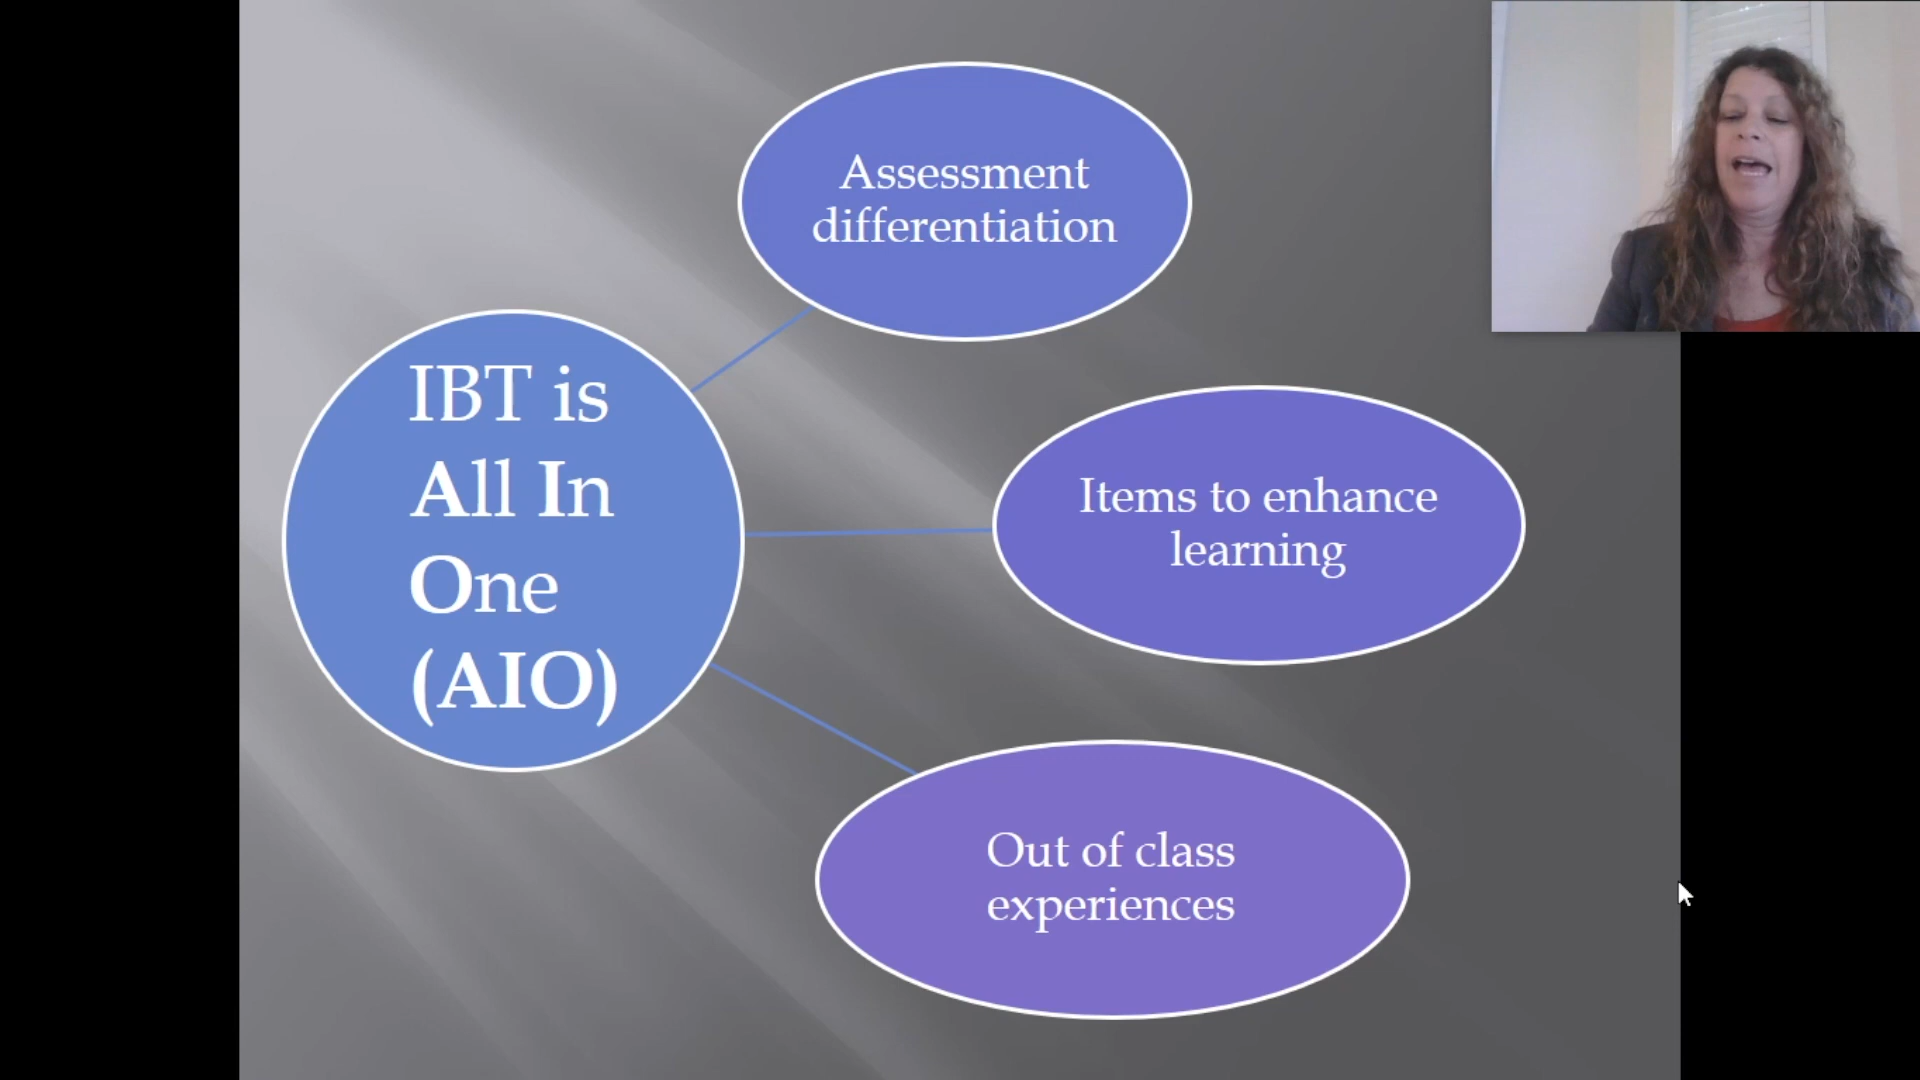 Assessment
differentiation
IBT is
All In
One
(AIO)
Items to enhance
learning
Out of class
experiences